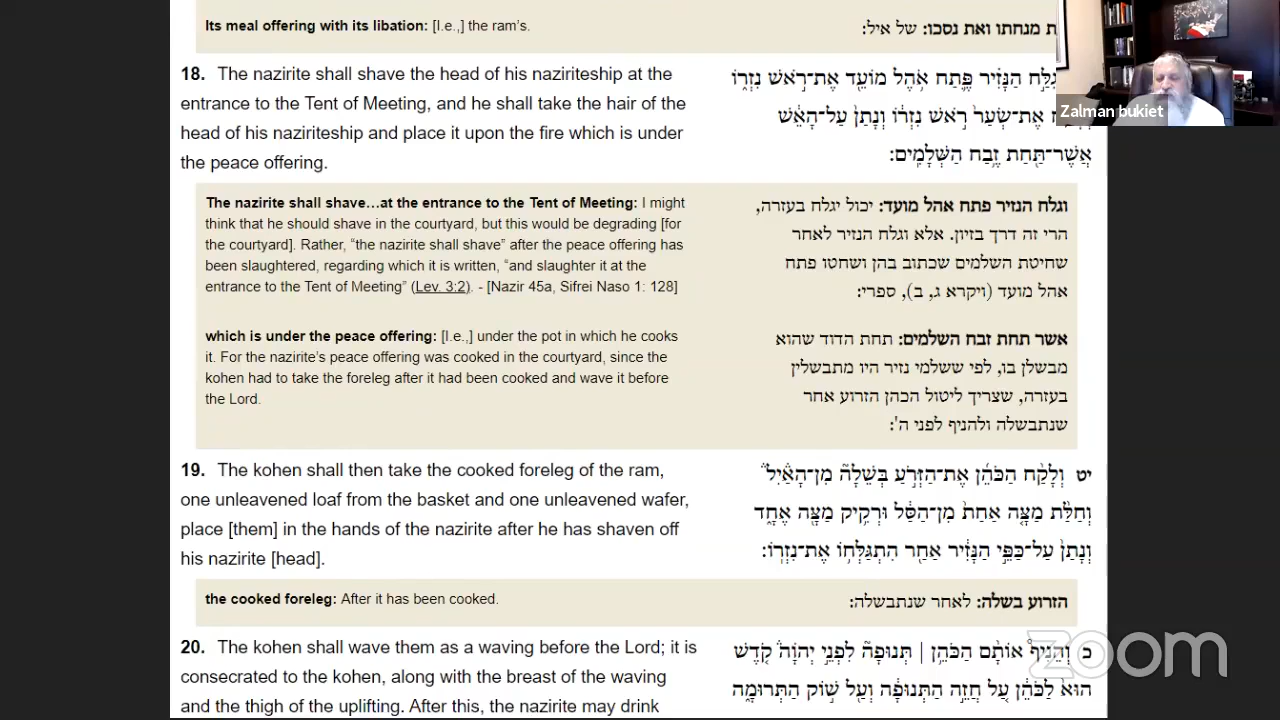 Its meal offering with its libation: [I.e.,] the ram's.
ת מנחתו ואת נסכו: של איל:
18. The nazirite shall shave the head of his naziriteship at the
entrance to the Tent of Meeting, and he shall take the hair of the
head of his naziriteship and place it upon the fire which is under
the peace offering.
הַנָּזִ֗יר פֶּ֛תַח אֹ֥הֶל מוֹעֵ֖ד אֶת־רֹ֣אשׁ נִזְר֑וֹ
אֶת־שְׂעַר֙ רֹ֣אשׁ נִזְר֔וֹ וְנָתַן֙ עַל־הָאֵ֔שׁ
אֲשֶׁר־תַּ֖חַת זֶ֥בַח הַשְּׁלָמִֽים:
The nazirite shall shave…at the entrance to the Tent of Meeting: I might
think that he should shave in the courtyard, but this would be degrading [for
the courtyard]. Rather, “the nazirite shall shave” after the peace offering has
been slaughtered, regarding which it is written, “and slaughter it at the
entrance to the Tent of Meeting” (Lev. 3:2). - [Nazir 45a, Sifrei Naso 1: 128]
וגלח הנזיר פתח אהל מועד: יכול יגלח בעזרה,
הרי זה דרך בזיון. אלא וגלח הנזיר לאחר
שחיטת השלמים שכתוב בהן ושחטו פתח
אהל מועד (ויקרא ג, ב), ספרי:
which is under the peace offering: [I.e.,] under the pot in which he cooks
it. For the nazirite's peace offering was cooked in the courtyard, since the
kohen had to take the foreleg after it had been cooked and wave it before
the Lord.
אשר תחת זבח השלמים: תחת הדוד שהוא
מבשלן בו, לפי ששלמי נזיר היו מתבשלין
בעזרה, שצריך ליטול הכהן הזרוע אחר
שנתבשלה ולהניף לפני ה':
19. The kohen shall then take the cooked foreleg of the ram,
one unleavened loaf from the basket and one unleavened wafer,
place [them] in the hands of the nazirite after he has shaven off
his nazirite [head].
יט וְלָקַ֨ח הַכֹּהֵ֜ן אֶת־הַזְּרֹ֣עַ בְּשֵׁלָה֘ מִן־הָאַ֒יִל֒
וְחַלַּ֨ת מַצָּ֤ה אַחַת֙ מִן־הַסַּ֔ל וּרְקִ֥יק מַצָּ֖ה אֶחָ֑ד
וְנָתַן֙ עַל־כַּפֵּ֣י הַנָּזִ֔יר אַחַ֖ר הִתְגַּלְּח֥וֹ אֶת־נִזְרֽוֹ:
the cooked foreleg: After it has been cooked.
הזרוע בשלה: לאחר שנתבשלה:
20. The kohen shall wave them as a waving before the Lord; it is
consecrated to the kohen, along with the breast of the waving
and the thigh of the uplifting. After this, the nazirite may drink
כ וְהֵנִיף֩ אוֹתָ֨ם הַכֹּהֵ֥ן | תְּנוּפָה֘ לִפְנֵ֣י יְהֹוָה֒ קֹ֤דֶשׁ
הוּא֙ לַכֹּהֵ֔ן עַ֚ל חֲזֵ֣ה הַתְּנוּפָ֔ה וְעַ֖ל שׁ֣וֹק הַתְּרוּמָ֑ה
Zalman bukiet
zoom